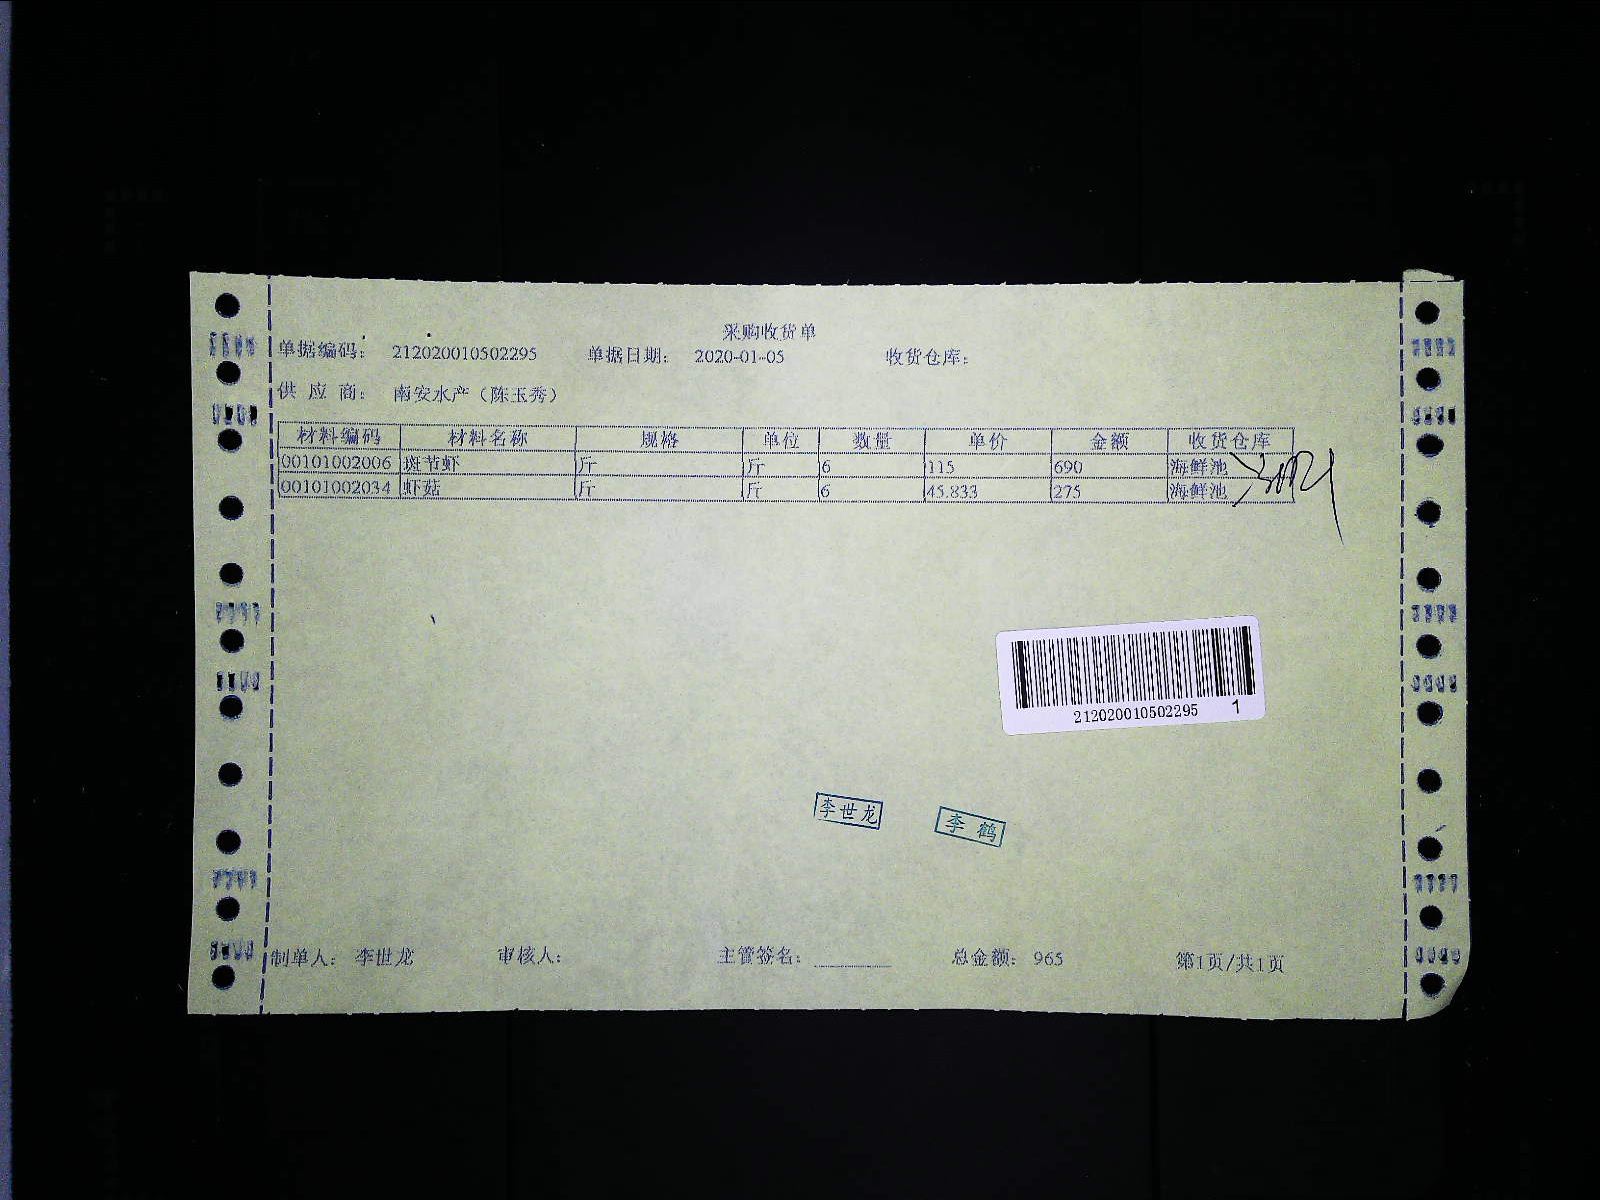 采购收货单
单据编码： 212020010502295 单据日期： 2020-01-05 收货仓库：
供 应 商： 南安水产（陈玉秀）
材料编码 材料名称 规格 单位 数量 单价 金额 收货仓库
00101002006 斑节虾 斤 斤 6 115 690 海鲜池
00101002034 虾菇 斤 斤 6 45.833 275 海鲜池
212020010502295 1
李世龙 李鹤
制单人： 李世龙 审核人： 主管签名： 总金额： 965 第1页/共1页